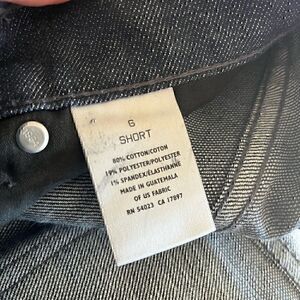 6
SHORT
80% COTTON/COTON
19% POLYESTER/POLYESTER
1% SPANDEX/ÉLASTHANNE
MADE IN GUATEMALA
OF US FABRIC
RN 54023 CA 17897